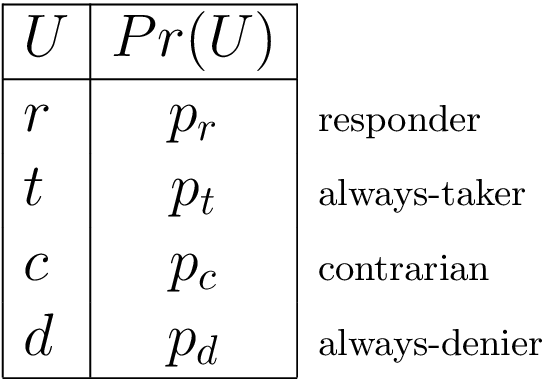 U Pr(U)
r p_r responder
t p_t always-taker
c p_c contrarian
d p_d always-denier